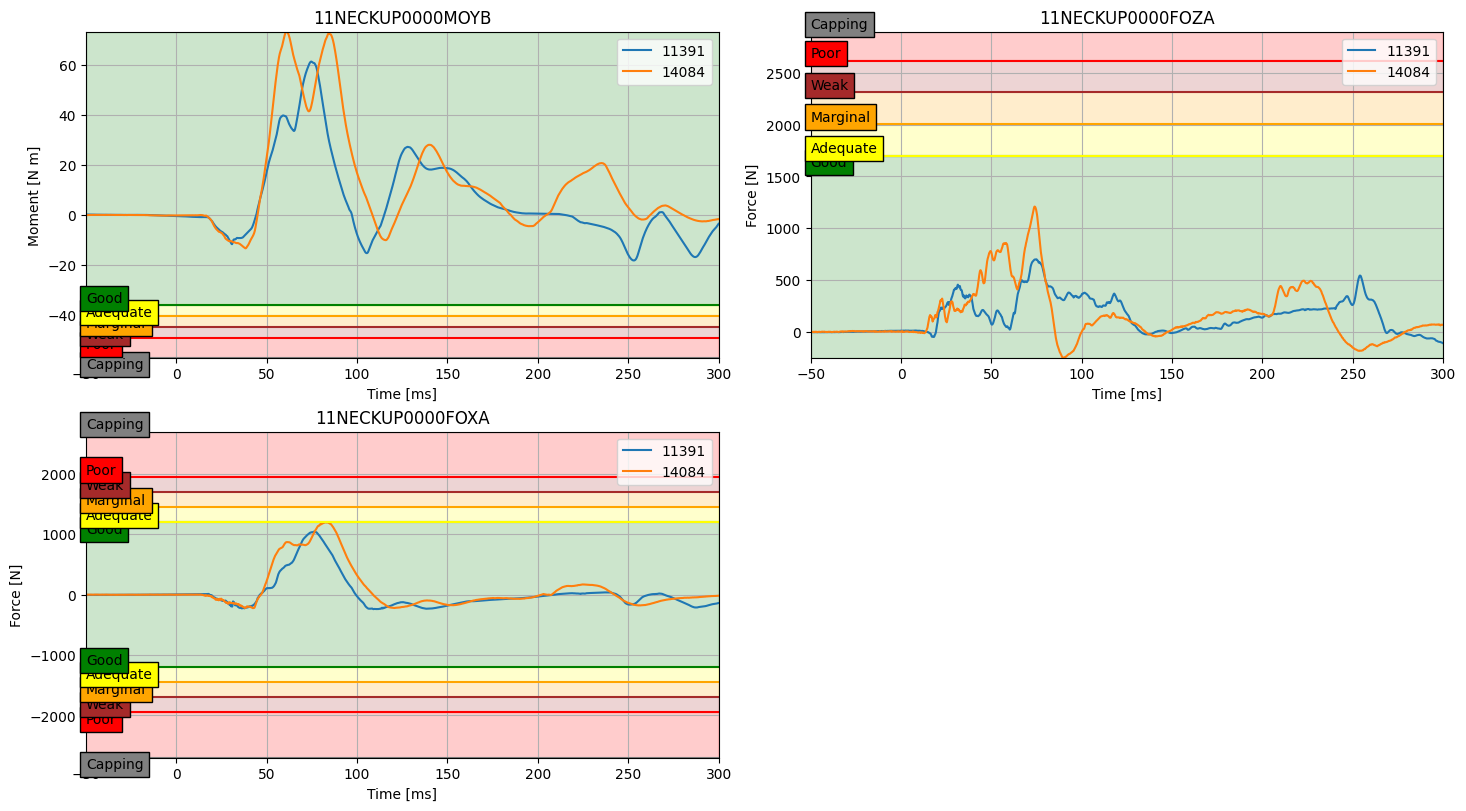 11NECKUP0000MOYB
Moment [N m]
60
40
20
0
−20
−40
11391
14084
Good
Adequate
Marginal
Weak
Poor
Capping
0
50
100
150
200
250
300
Time [ms]
11NECKUP0000FOZA
Force [N]
Capping
Poor
Weak
Marginal
Adequate
Good
2500
2000
1500
1000
500
0
11391
14084
−50
0
50
100
150
200
250
300
Time [ms]
11NECKUP0000FOXA
Force [N]
Capping
Poor
Weak
Marginal
Adequate
Good
2000
1000
0
−1000
−2000
11391
14084
Good
Adequate
Marginal
Weak
Poor
Capping
0
50
100
150
200
250
300
Time [ms]